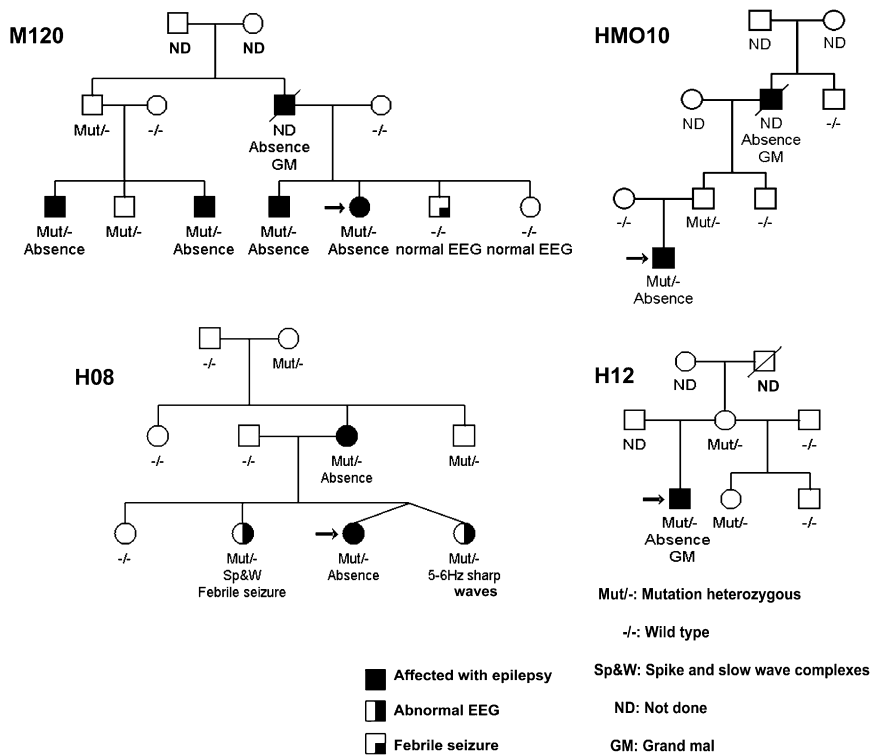 M120
ND
ND
Mut/-
-/-
ND
Absence
GM
-/-
Mut/-
Absence
Mut/-
Mut/-
Absence
Mut/-
Absence
Mut/-
Absence
-/-
normal EEG
-/-
normal EEG
HMO10
ND
ND
ND
ND
Absence
GM
-/-
-/-
Mut/-
-/-
Mut/-
Absence
H08
-/-
Mut/-
-/-
-/-
Mut/-
Absence
Mut/-
-/-
Mut/-
Sp&W
Febrile seizure
Mut/-
Absence
Mut/-
5-6Hz sharp
waves
H12
ND
ND
ND
Mut/-
-/-
Mut/-
Absence
GM
Mut/-
-/-
Affected with epilepsy
Abnormal EEG
Febrile seizure
Mut/-: Mutation heterozygous
-/-: Wild type
Sp&W: Spike and slow wave complexes
ND: Not done
GM: Grand mal